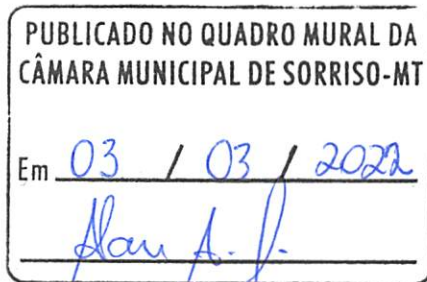 PUBLICADO NO QUADRO MURAL DA
CÂMARA MUNICIPAL DE SORRISO-MT
Em 03 / 03 / 2022